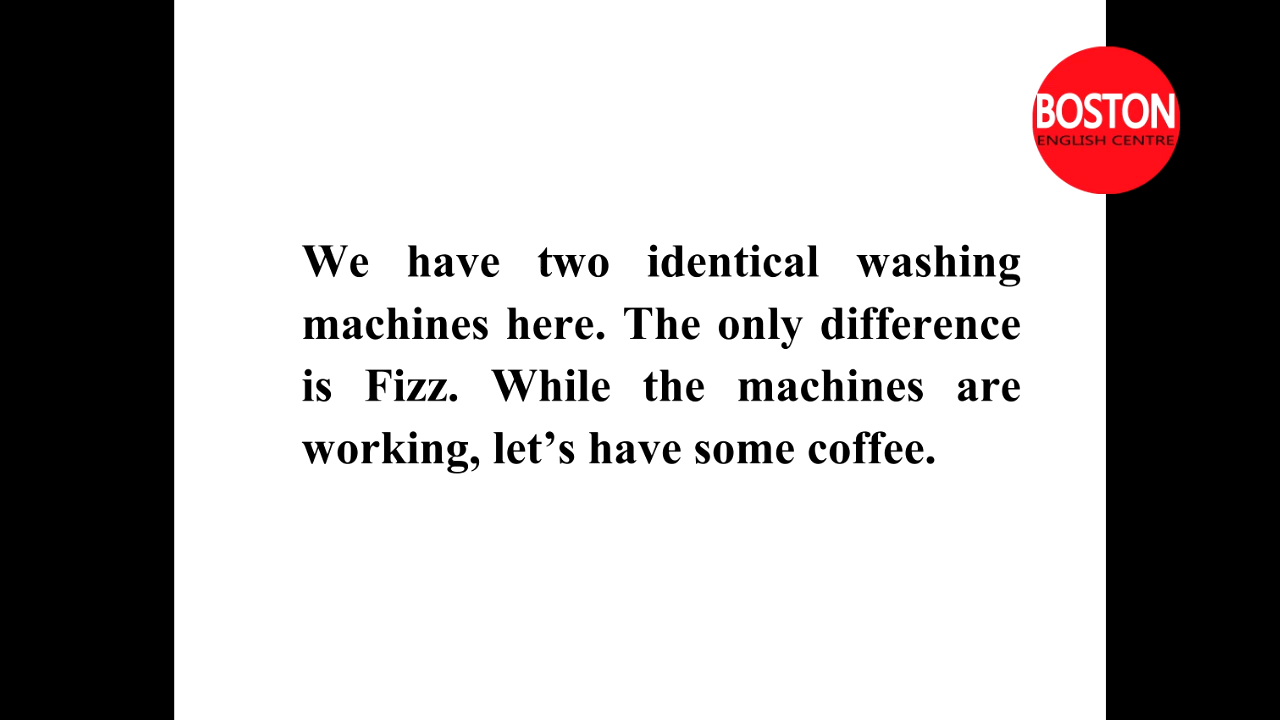 BOSTON
ENGLISH CENTRE
We have two identical washing
machines here. The only difference
is Fizz. While the machines are
working, let’s have some coffee.